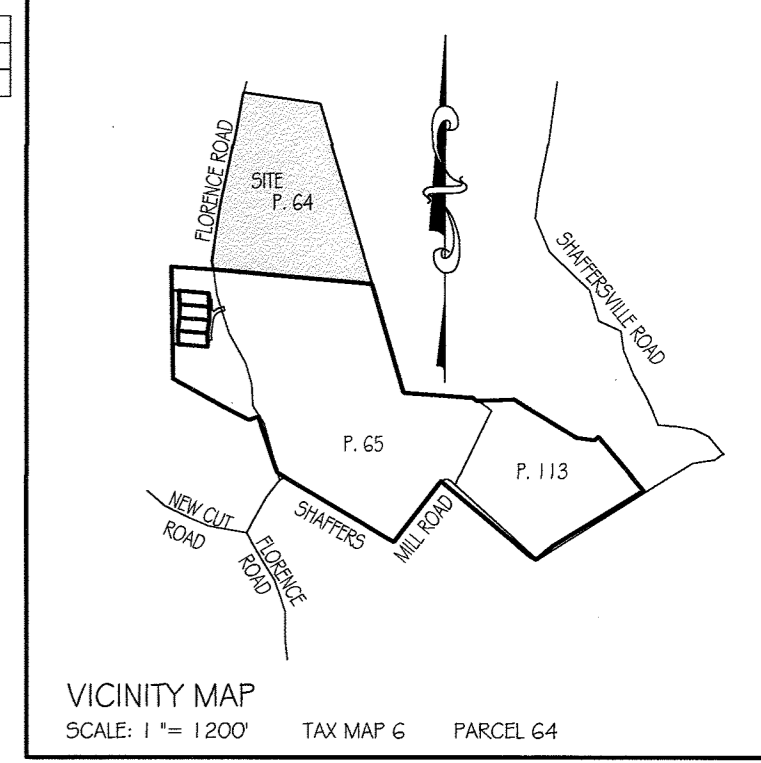 FLORENCE ROAD
SITE
P. 64
SHAFFERSVILLE ROAD
P. 65
P. 113
NEW CUT
ROAD
FLORENCE
ROAD
SHAFFERS
MILL ROAD
VICINITY MAP
SCALE: 1 "= 1200' TAX MAP 6 PARCEL 64